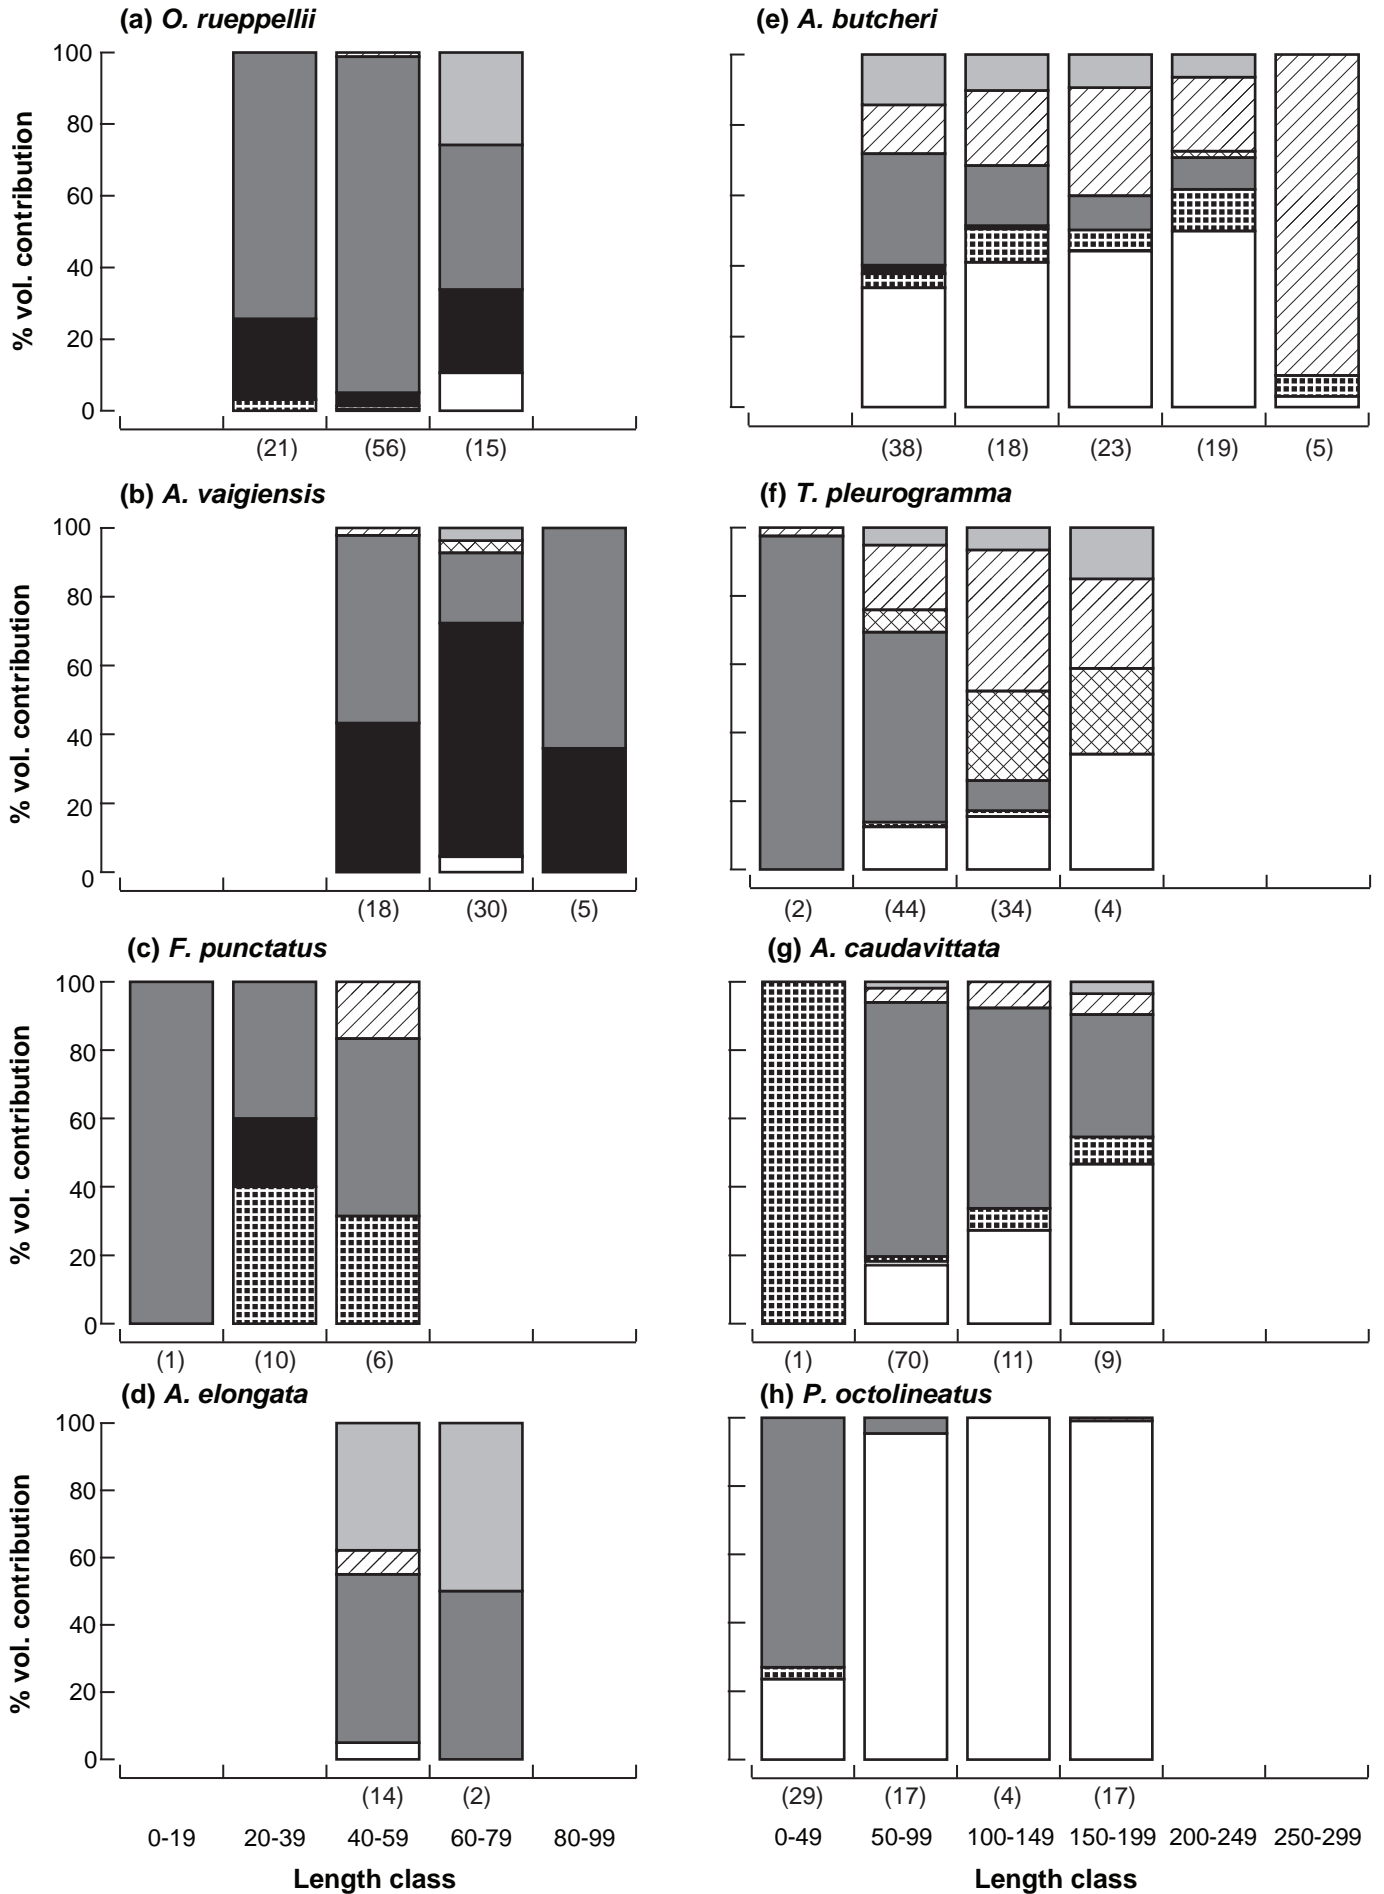 (a) O. rueppellii
% vol. contribution
100
80
60
40
20
0
(21) (56) (15)
(b) A. vaigiensis
% vol. contribution
100
80
60
40
20
0
(18) (30) (5)
(c) F. punctatus
% vol. contribution
100
80
60
40
20
0
(1) (10) (6)
(d) A. elongata
% vol. contribution
100
80
60
40
20
0
(14) (2)
0-19 20-39 40-59 60-79 80-99
Length class
(e) A. butcheri
(38) (18) (23) (19) (5)
(f) T. pleurogramma
(2) (44) (34) (4)
(g) A. caudavittata
(1) (70) (11) (9)
(h) P. octolineatus
(29) (17) (4) (17)
0-49 50-99 100-149 150-199 200-249 250-299
Length class